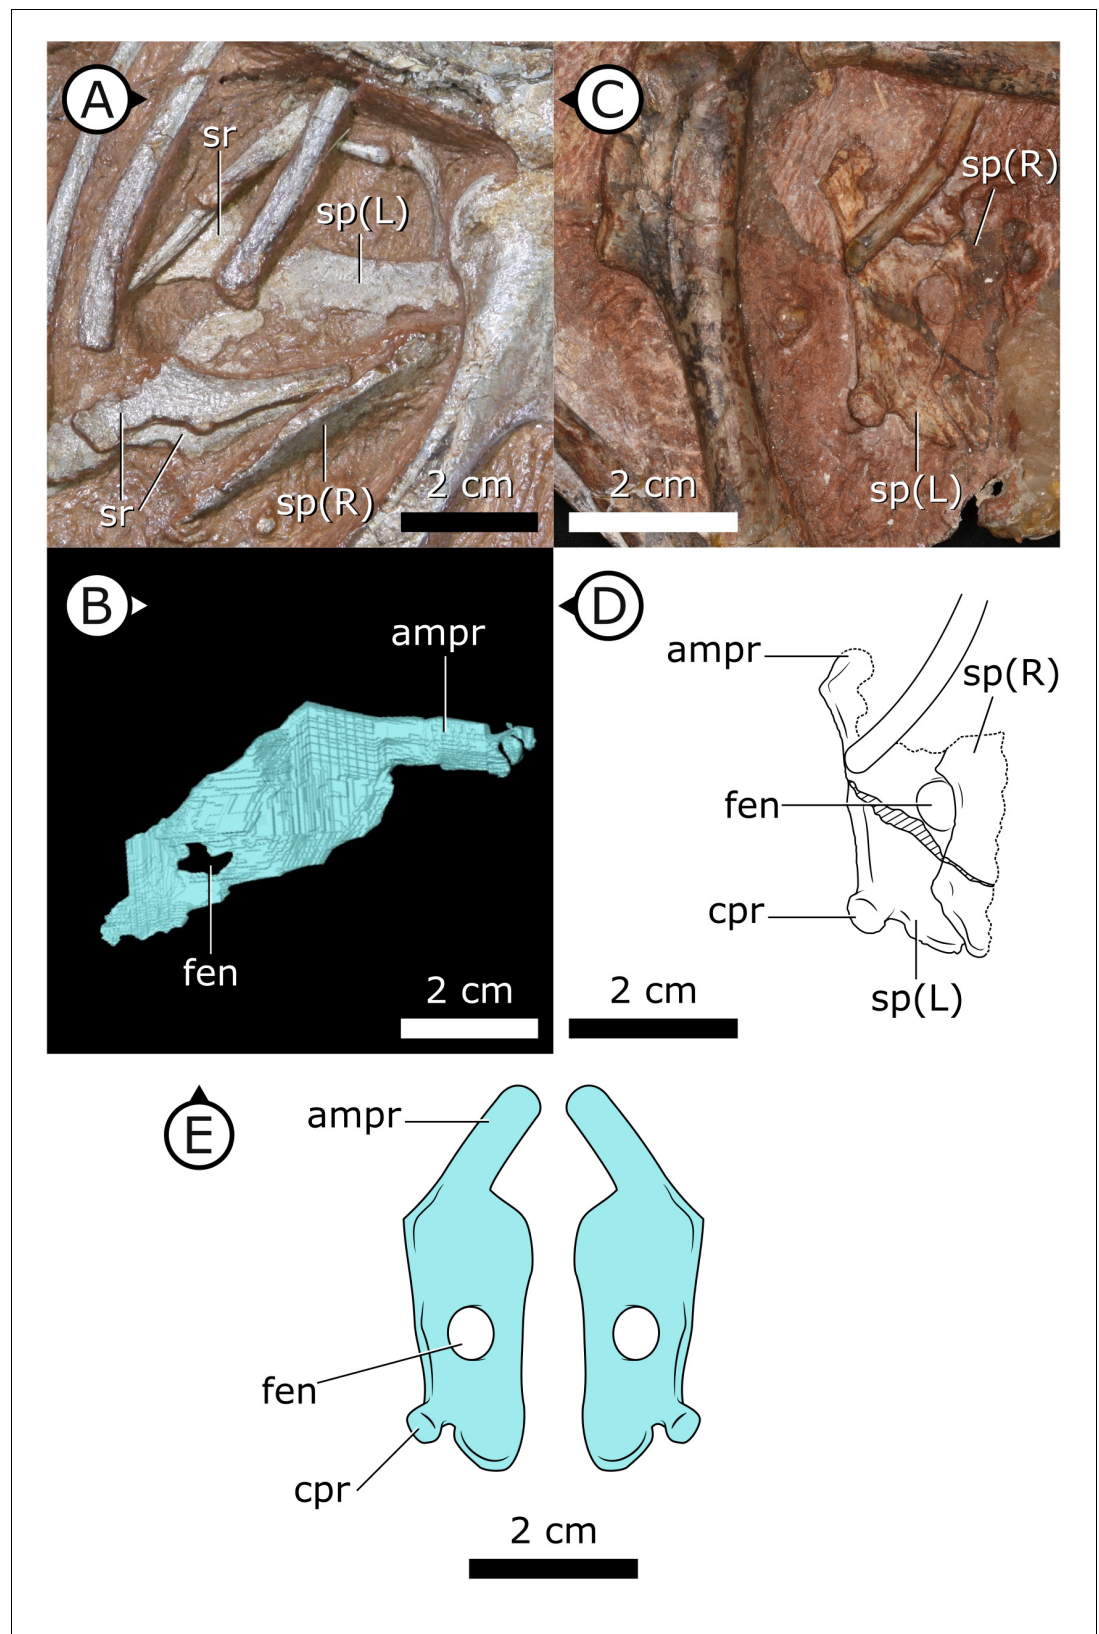 A
sr
sp(L)
sr
sp(R)
2 cm
C
sp(R)
2 cm
sp(L)
B
ampr
fen
2 cm
D
ampr
sp(R)
fen
cpr
sp(L)
2 cm
E
ampr
fen
cpr
2 cm